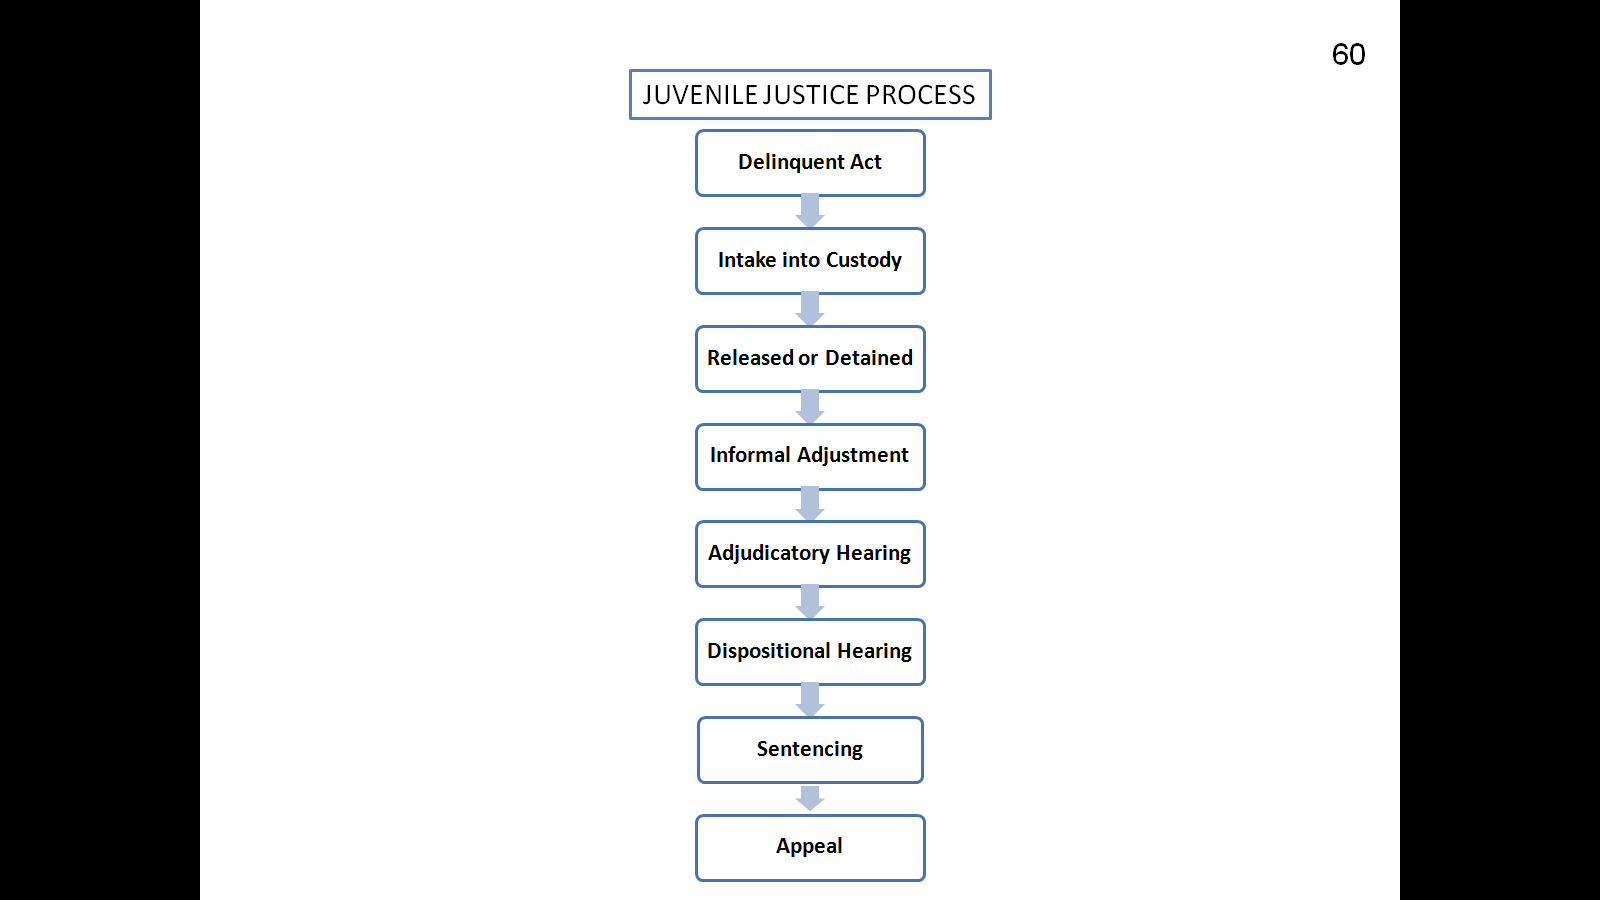 60
JUVENILE JUSTICE PROCESS
Delinquent Act
Intake into Custody
Released or Detained
Informal Adjustment
Adjudicatory Hearing
Dispositional Hearing
Sentencing
Appeal